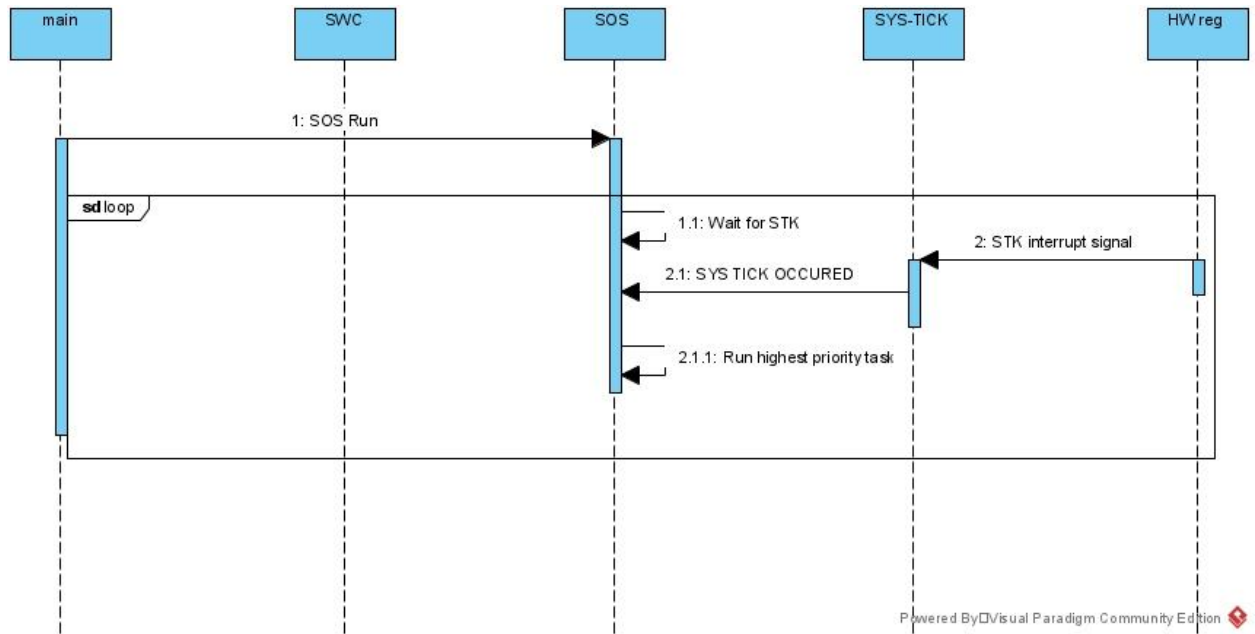 main
SWC
SOS
SYS-TICK
HW reg
1: SOS Run
sd loop
1.1: Wait for STK
2: STK interrupt signal
2.1: SYS TICK OCCURED
2.1.1: Run highest priority task
Powered By□Visual Paradigm Community Edition